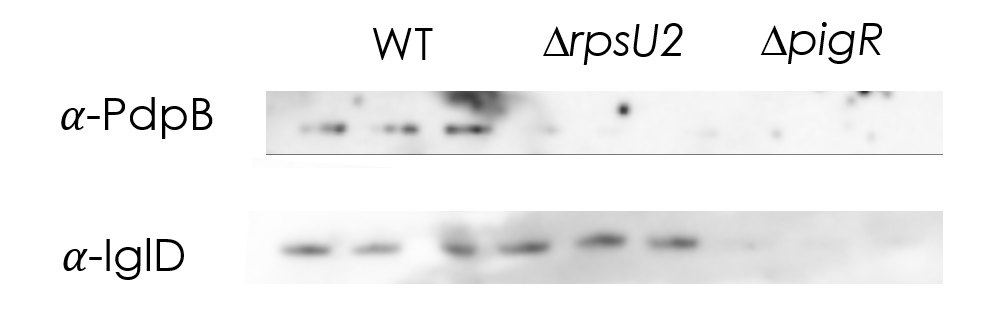 WT ΔrpsU2 ΔpigR
α-PdpB
α-IglD